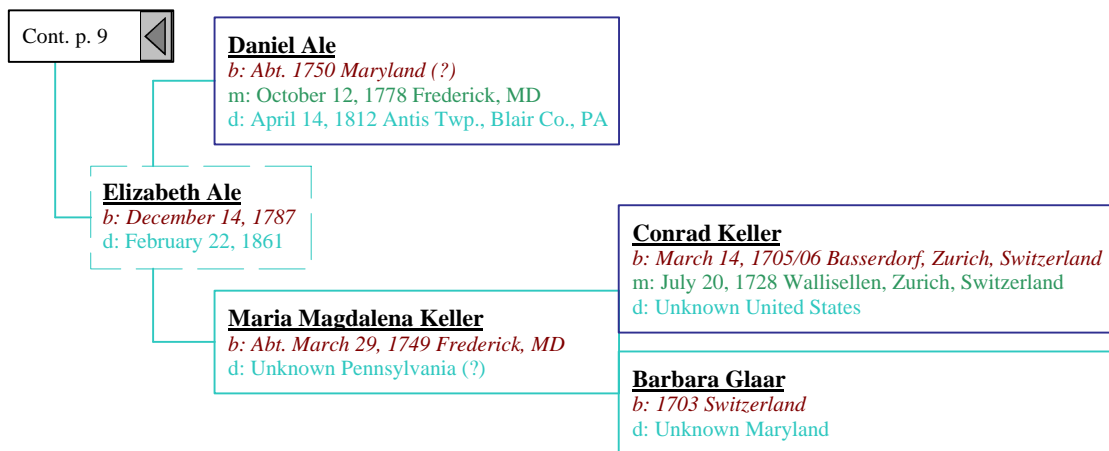 Cont. p. 9
Daniel Ale
b: Abt. 1750 Maryland (?)
m: October 12, 1778 Frederick, MD
d: April 14, 1812 Antis Twp., Blair Co., PA
Elizabeth Ale
b: December 14, 1787
d: February 22, 1861
Conrad Keller
b: March 14, 1705/06 Basserdorf, Zurich, Switzerland
m: July 20, 1728 Wallisellen, Zurich, Switzerland
d: Unknown United States
Maria Magdalena Keller
b: Abt. March 29, 1749 Frederick, MD
d: Unknown Pennsylvania (?)
Barbara Glaar
b: 1703 Switzerland
d: Unknown Maryland